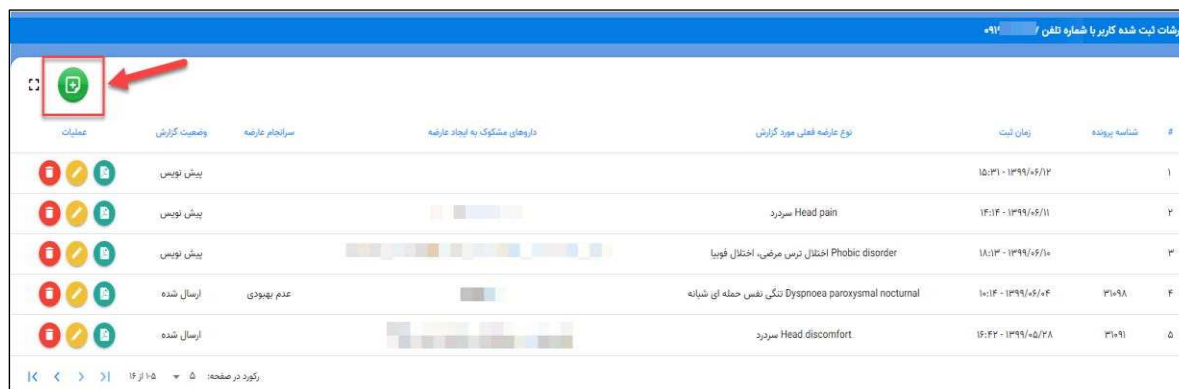 رشات ثبت شده کاربر با شماره تلفن
# شناسه پرونده زمان ثبت نوع عارضه فعلی مورد گزارش داروهای مشکوک به ایجاد عارضه سرانجام عارضه وضعیت گزارش عملیات
۱ ۱۳۹۹/۰۶/۱۲ - ۱۵:۳۱ پیش نویس
۲ ۱۳۹۹/۰۶/۱۱ - ۱۴:۱۴ Head pain سردرد پیش نویس
۳ ۱۳۹۹/۰۶/۱۰ - ۱۸:۱۳ Phobic disorder اختلال ترس مرضی، اختلال فوبیا پیش نویس
۴ ۳۱۰۹۸ ۱۳۹۹/۰۶/۰۴ - ۱۰:۱۴ Dyspnoea paroxysmal nocturnal تنگی نفس حمله ای شبانه عدم بهبودی ارسال شده
۵ ۳۱۰۹۱ ۱۳۹۹/۰۵/۲۸ - ۱۶:۴۲ Head discomfort سردرد ارسال شده
رکورد در صفحه: ۵ ۱-۵ از ۱۶